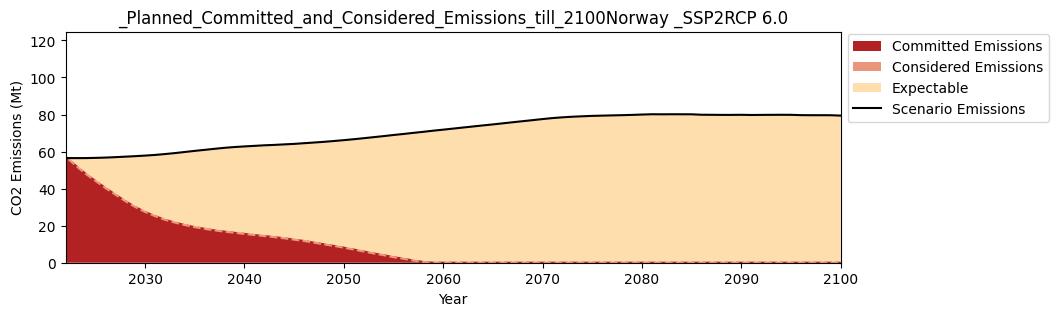 _Planned_Committed_and_Considered_Emissions_till_2100Norway _SSP2RCP 6.0
120
100
80
60
40
20
0
CO2 Emissions (Mt)
2030 2040 2050 2060 2070 2080 2090 2100
Year
Committed Emissions
Considered Emissions
Expectable
Scenario Emissions